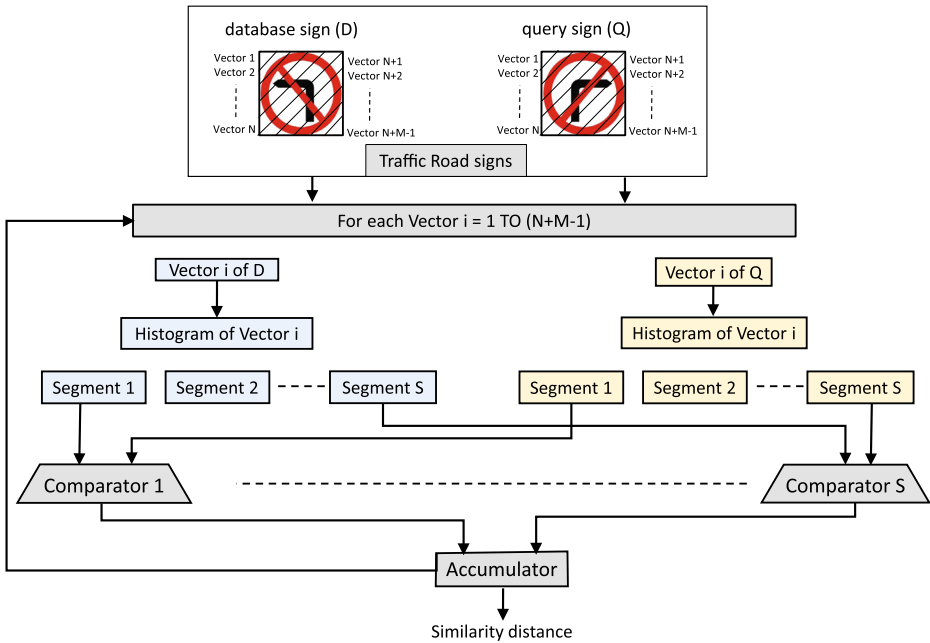 database sign (D)
query sign (Q)
Vector 1
Vector 2
Vector N
Vector N+1
Vector N+2
Vector N+M-1
Vector 1
Vector 2
Vector N
Vector N+1
Vector N+2
Vector N+M-1
Traffic Road signs
For each Vector i = 1 TO (N+M-1)
Vector i of D
Vector i of Q
Histogram of Vector i
Histogram of Vector i
Segment 1
Segment 2
Segment S
Segment 1
Segment 2
Segment S
Comparator 1
Comparator S
Accumulator
Similarity distance